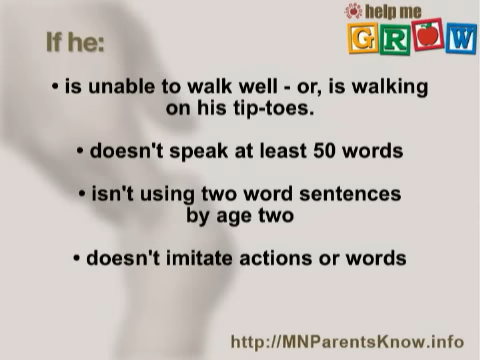 help me
GROW
If he:
• is unable to walk well - or, is walking
on his tip-toes.
• doesn't speak at least 50 words
• isn't using two word sentences
by age two
• doesn't imitate actions or words
http://MNParentsKnow.info